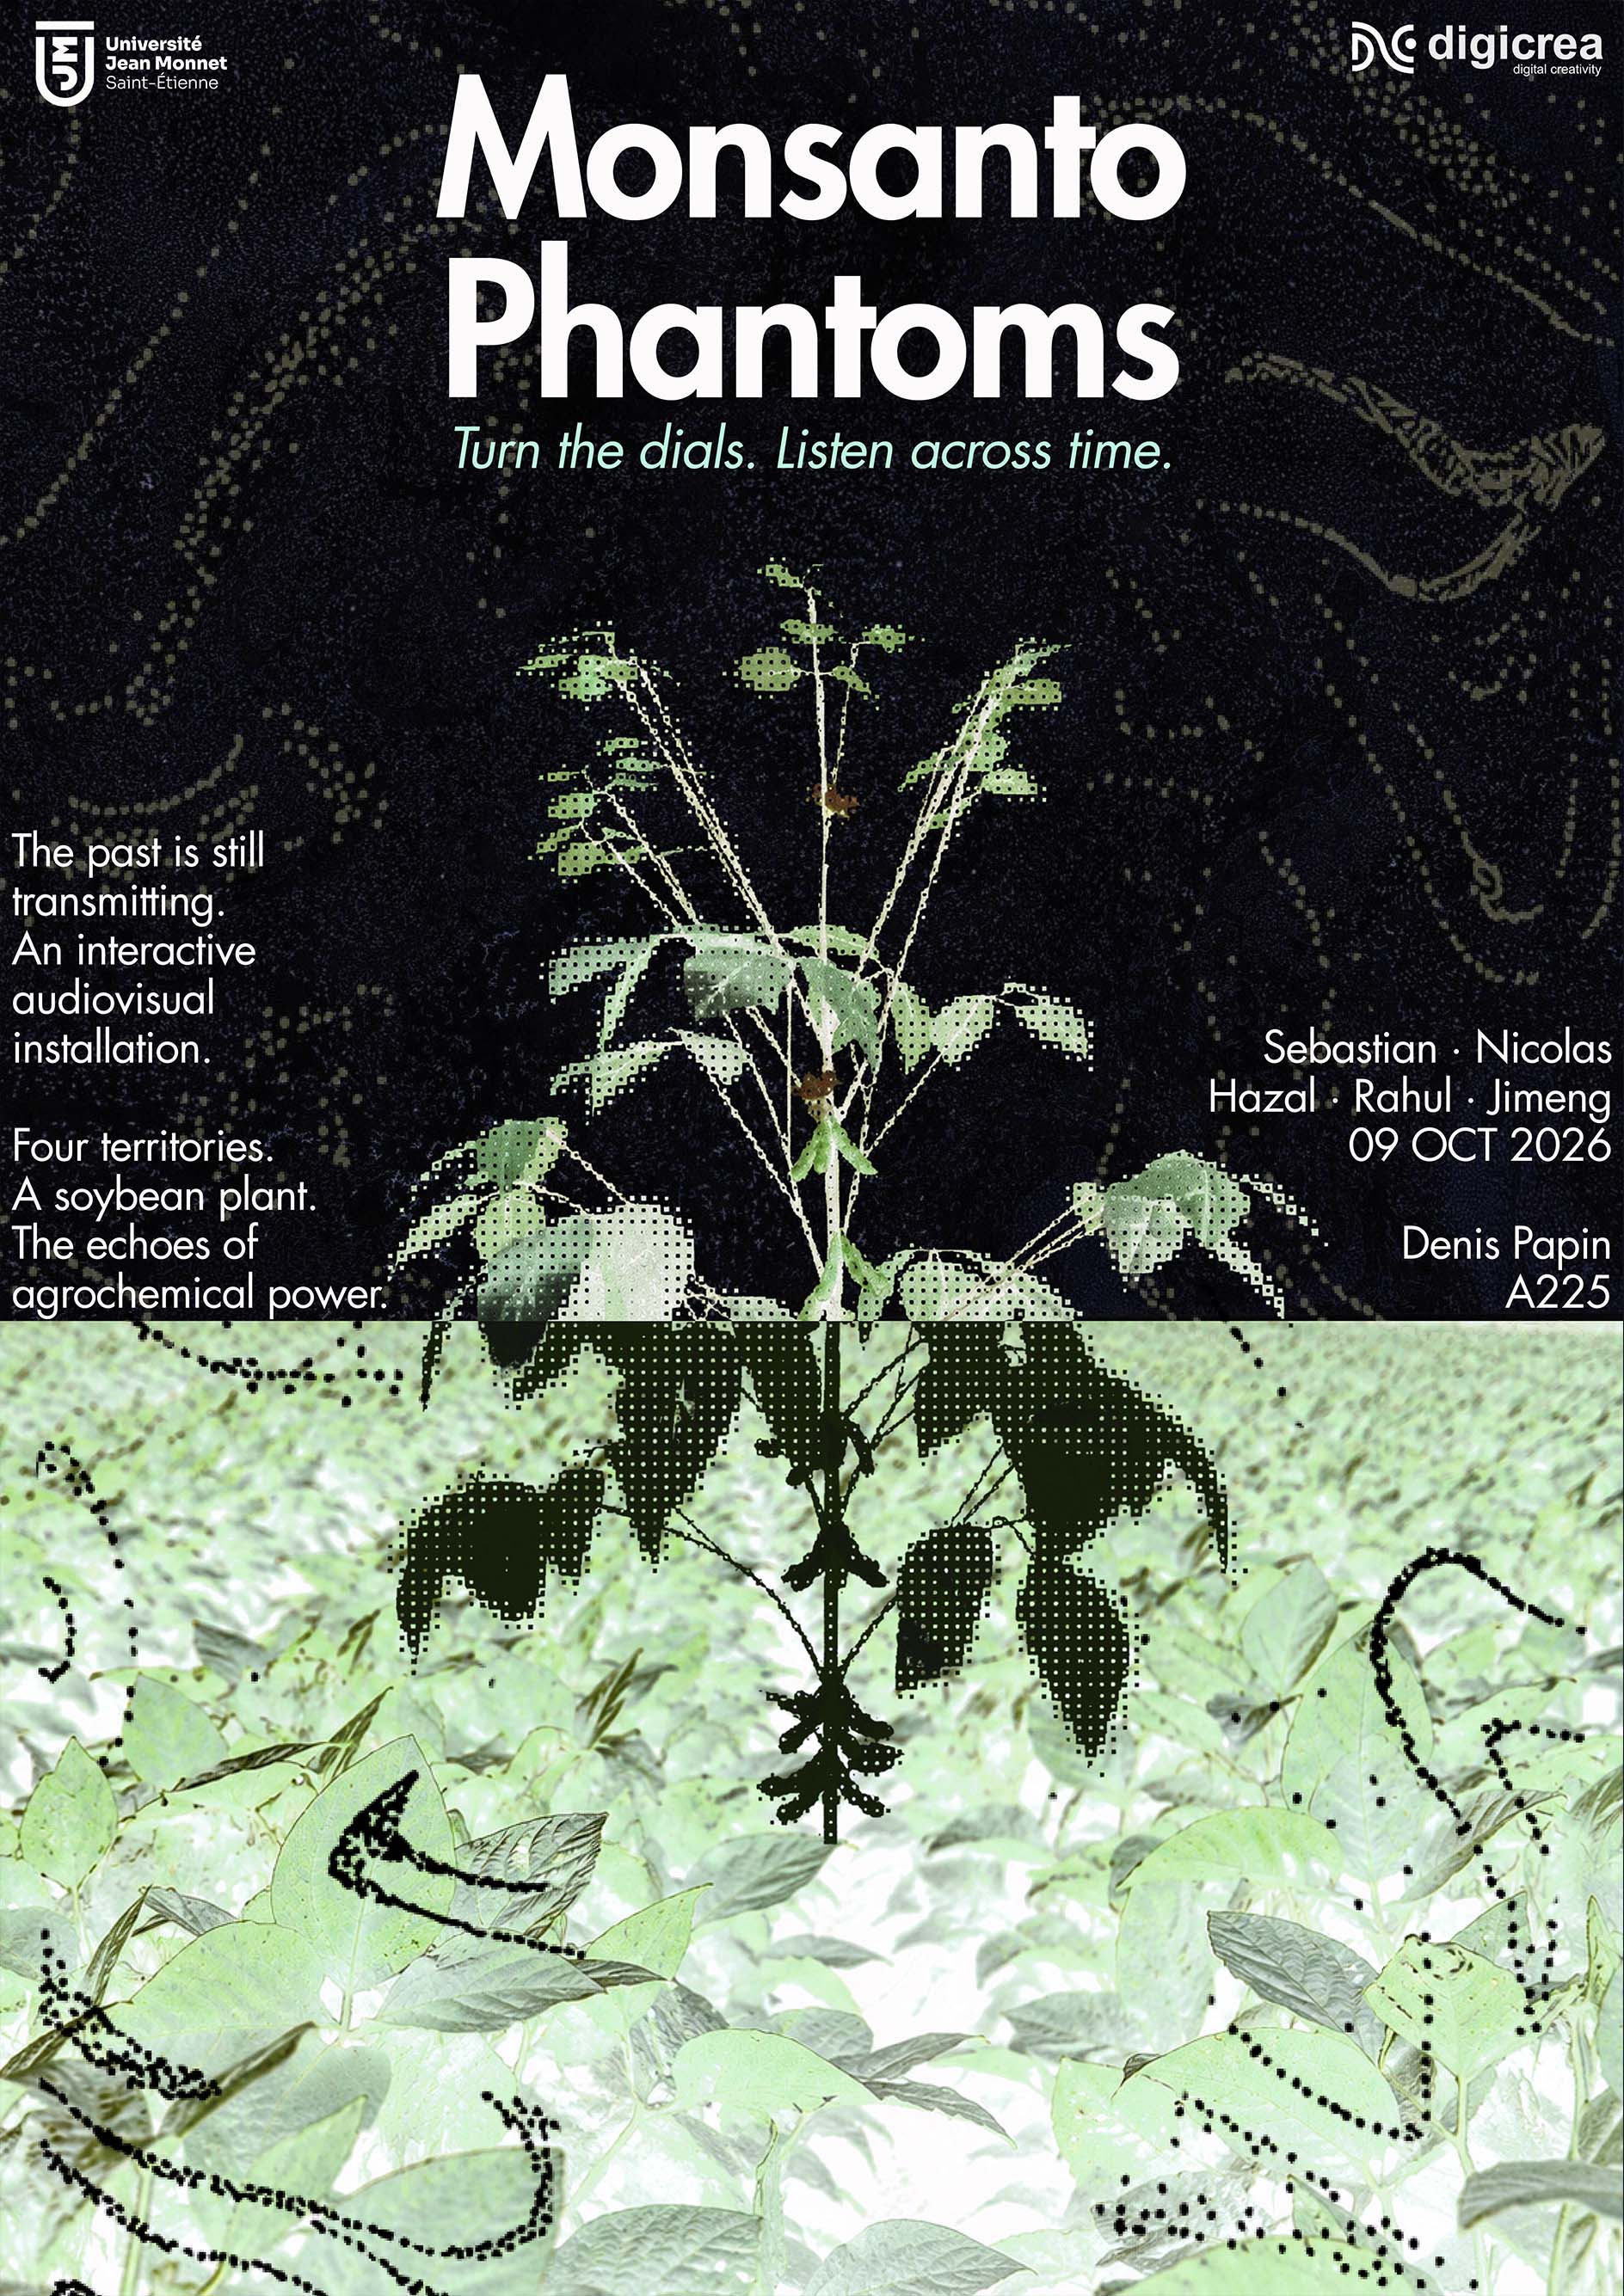 Université
Jean Monnet
Saint-Étienne
digicrea
digital creativity
Monsanto
Phantoms
Turn the dials. Listen across time.
The past is still
transmitting.
An interactive
audiovisual
installation.
Four territories.
A soybean plant.
The echoes of
agrochemical power.
Sebastian · Nicolas
Hazal · Rahul · Jimeng
09 OCT 2026
Denis Papin
A225